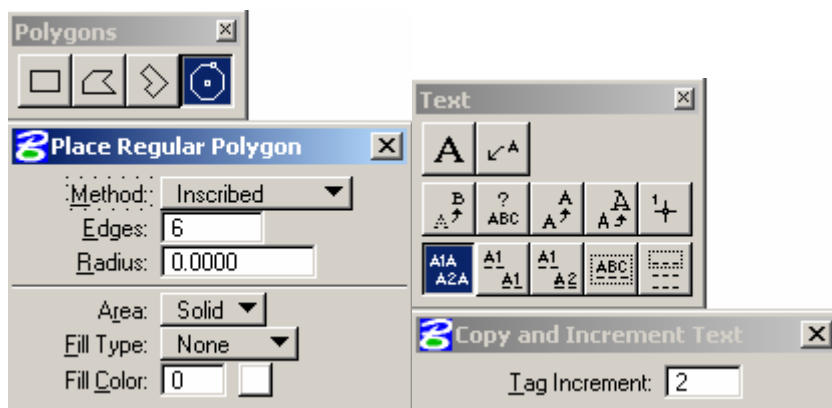 Polygons
Place Regular Polygon
Method: Inscribed
Edges: 6
Radius: 0.0000
Area: Solid
Fill Type: None
Fill Color: 0
Text
A
A
B
A
?
ABC
A
A
A
A
1
A1A
A2A
A1
A1
A1
A2
ABC
Copy and Increment Text
Tag Increment: 2